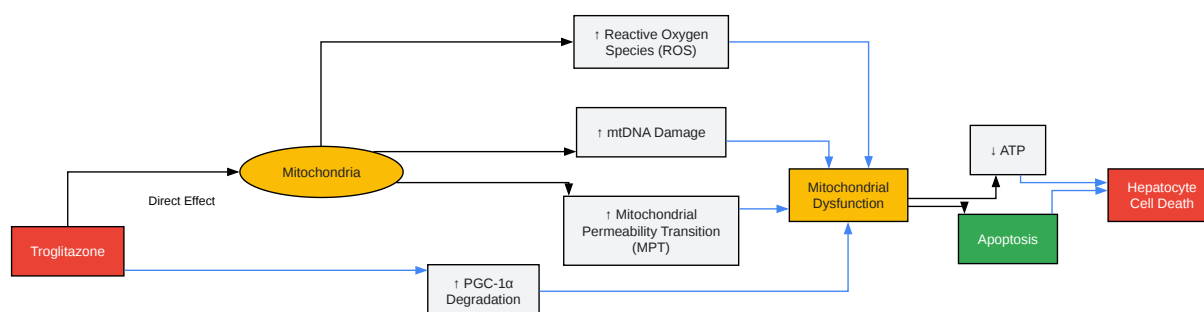 ↑ Reactive Oxygen
Species (ROS)
↑ mtDNA Damage
↓ ATP
Mitochondria
Mitochondrial
Dysfunction
Hepatocyte
Cell Death
Direct Effect
↑ Mitochondrial
Permeability Transition
(MPT)
Troglitazone
Apoptosis
↑ PGC-1α
Degradation